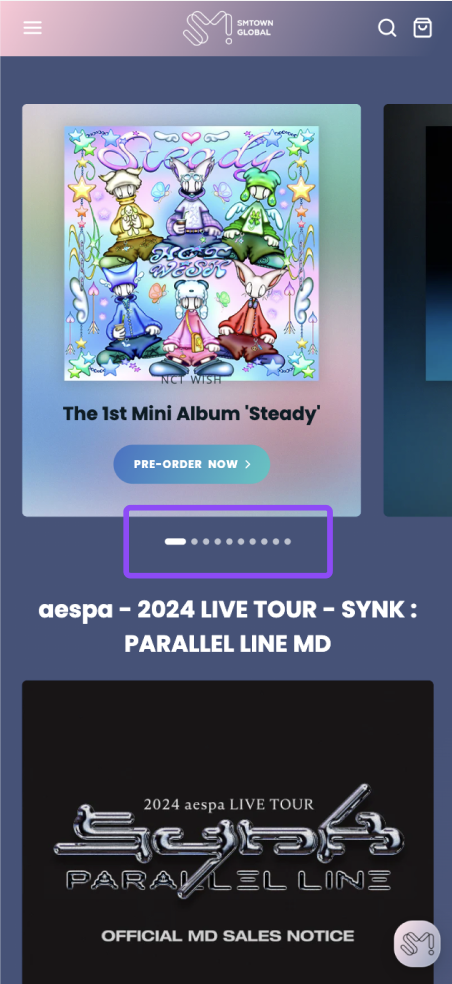 SMTOWN
GLOBAL
Steady
NCT
WISH
NCT WISH
The 1st Mini Album 'Steady'
PRE-ORDER NOW
aespa - 2024 LIVE TOUR - SYNK :
PARALLEL LINE MD
2024 aespa LIVE TOUR
SYNK
PARALLEL LINE
OFFICIAL MD SALES NOTICE